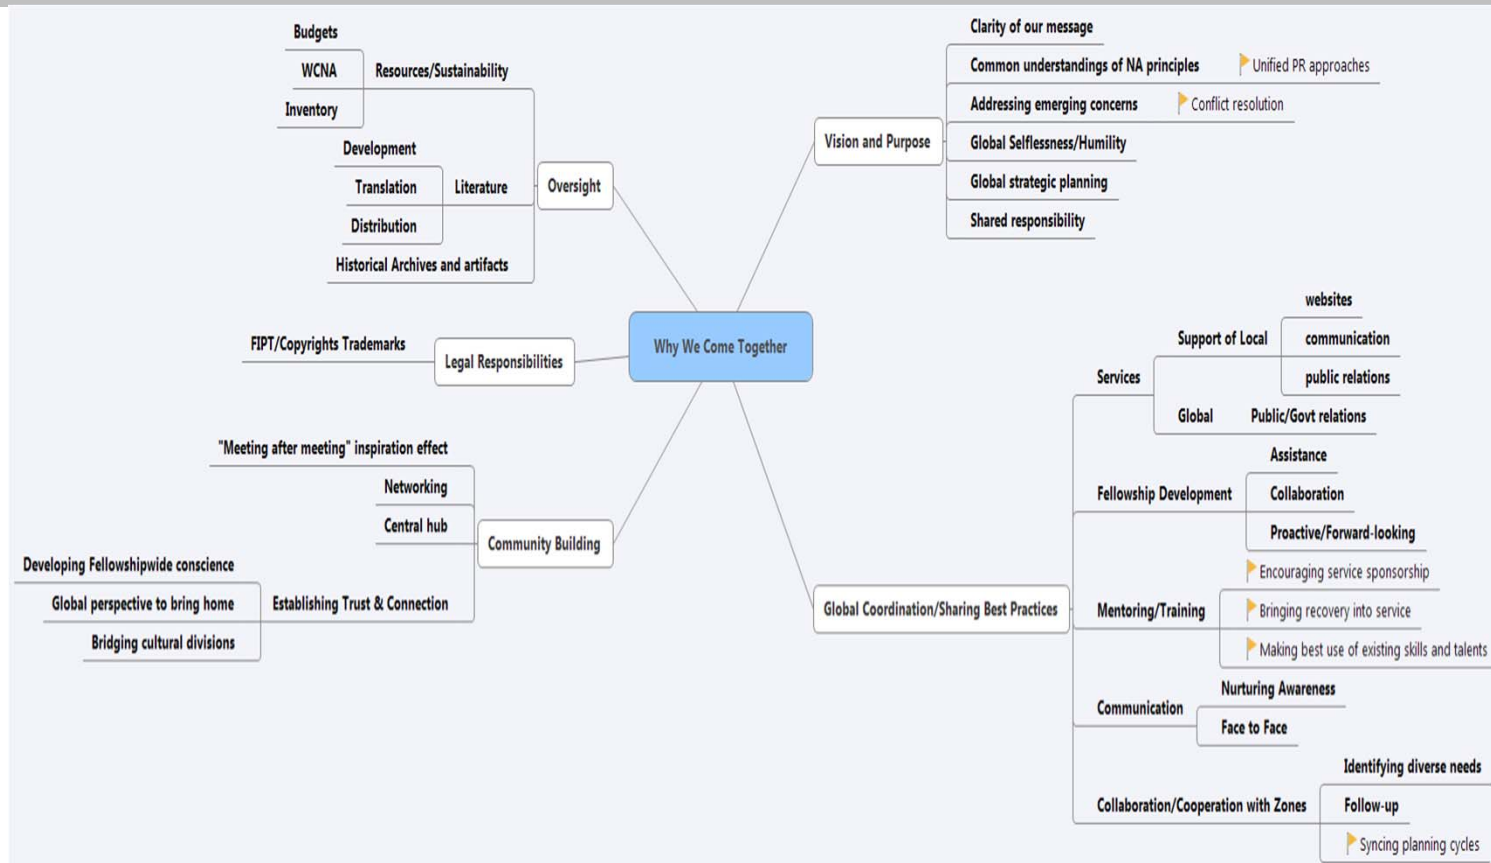 Budgets
WCNA
Inventory
Resources/Sustainability
Development
Translation
Distribution
Literature
Historical Archives and artifacts
Oversight
FIPT/Copyrights Trademarks
Legal Responsibilities
"Meeting after meeting" inspiration effect
Networking
Central hub
Developing Fellowshipwide conscience
Global perspective to bring home
Bridging cultural divisions
Establishing Trust & Connection
Community Building
Why We Come Together
Vision and Purpose
Clarity of our message
Common understandings of NA principles
Unified PR approaches
Addressing emerging concerns
Conflict resolution
Global Selflessness/Humility
Global strategic planning
Shared responsibility
Global Coordination/Sharing Best Practices
Services
Support of Local
websites
communication
public relations
Global
Public/Govt relations
Fellowship Development
Assistance
Collaboration
Proactive/Forward-looking
Mentoring/Training
Encouraging service sponsorship
Bringing recovery into service
Making best use of existing skills and talents
Communication
Nurturing Awareness
Face to Face
Collaboration/Cooperation with Zones
Identifying diverse needs
Follow-up
Syncing planning cycles